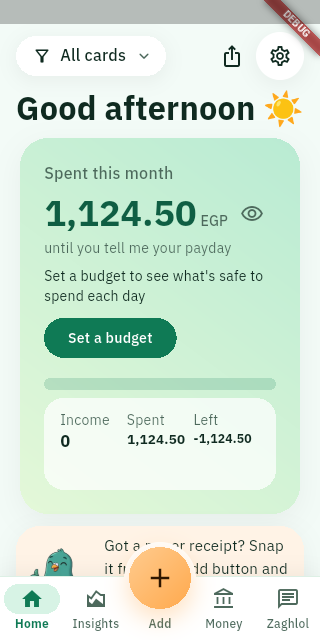 DEBUG
All cards
Good afternoon ☀️
Spent this month
1,124.50 EGP
until you tell me your payday
Set a budget to see what's safe to
spend each day
Set a budget
Income Spent Left
0 1,124.50 -1,124.50
Got a receipt? Snap
it button and
Home Insights Add Money Zaghlol